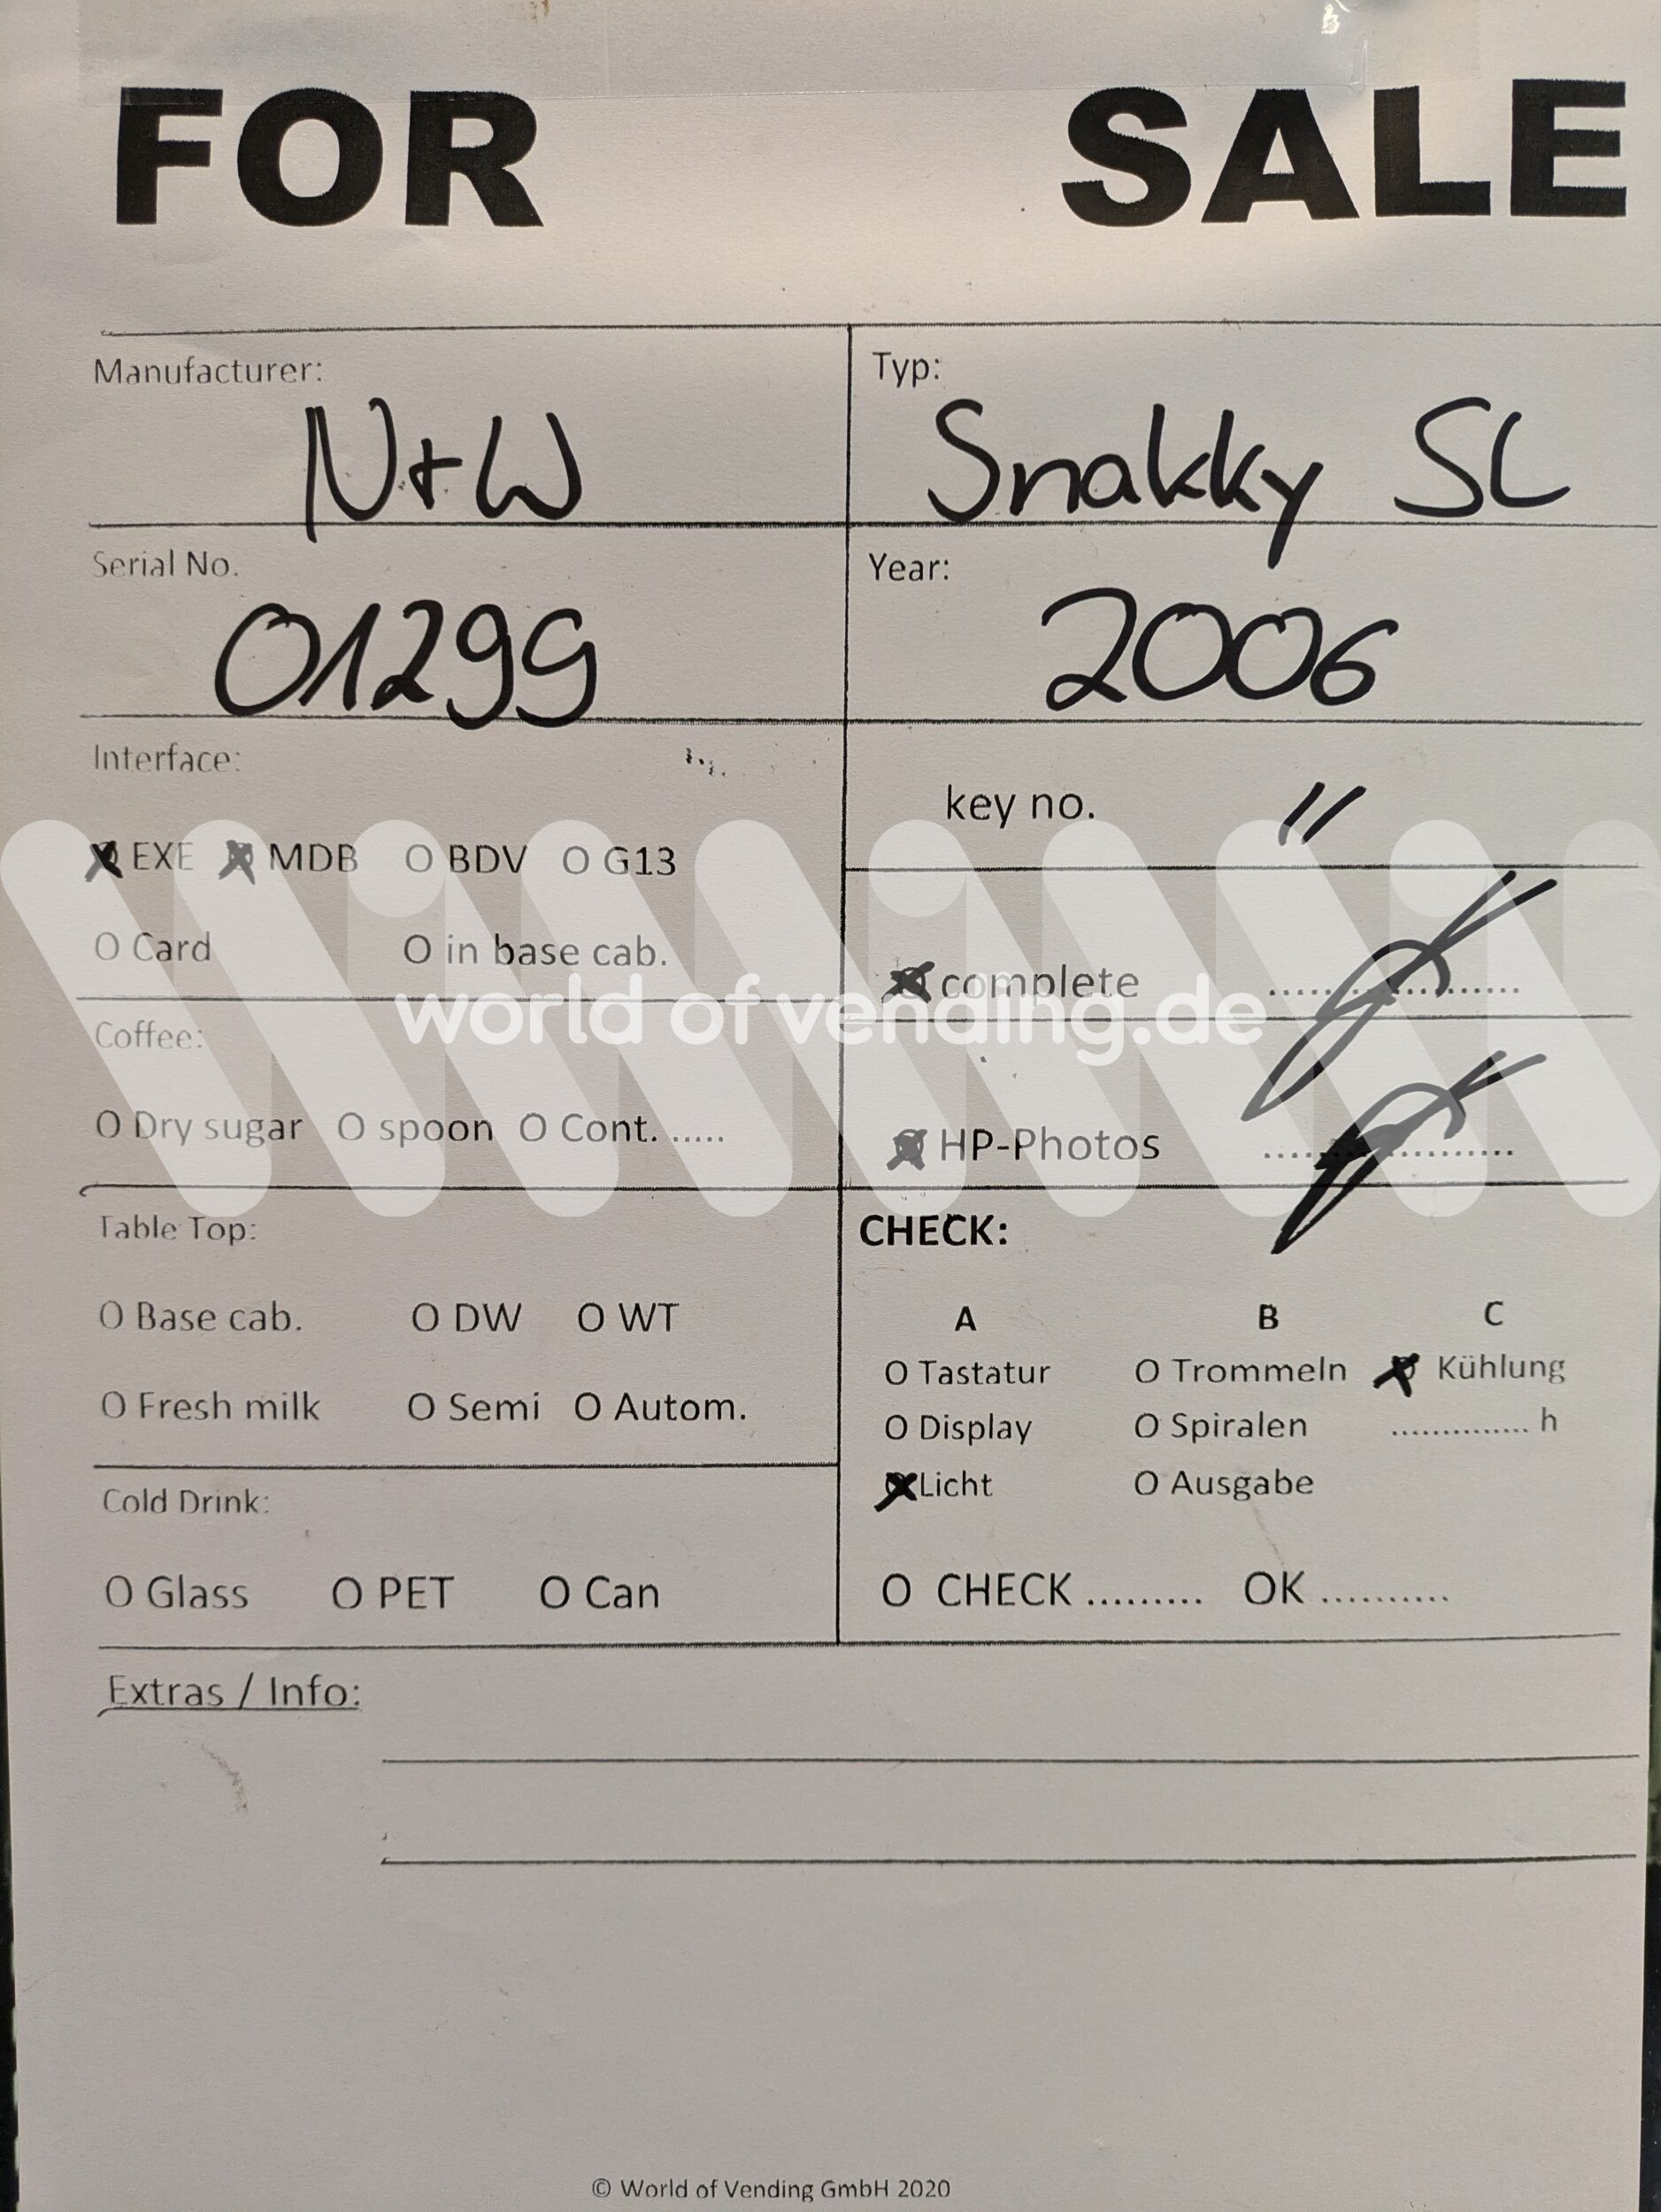 FOR SALE
Manufacturer: Typ:
N+W Snakky SL
Serial No. Year:
01299 2006
Interface:
key no. 11
EXE MDB O BDV O G13
O Card O in base cab.
complete ....................
world of vending.de
Coffee:
O Dry sugar O spoon O Cont. .....
HP-Photos ....................
Table Top: CHECK:
O Base cab. O DW O WT
A B C
O Tastatur O Trommeln Kühlung
O Fresh milk O Semi O Autom.
O Display O Spiralen .............. h
Licht O Ausgabe
Cold Drink:
O Glass O PET O Can
O CHECK ......... OK ..........
Extras / Info:
© World of Vending GmbH 2020